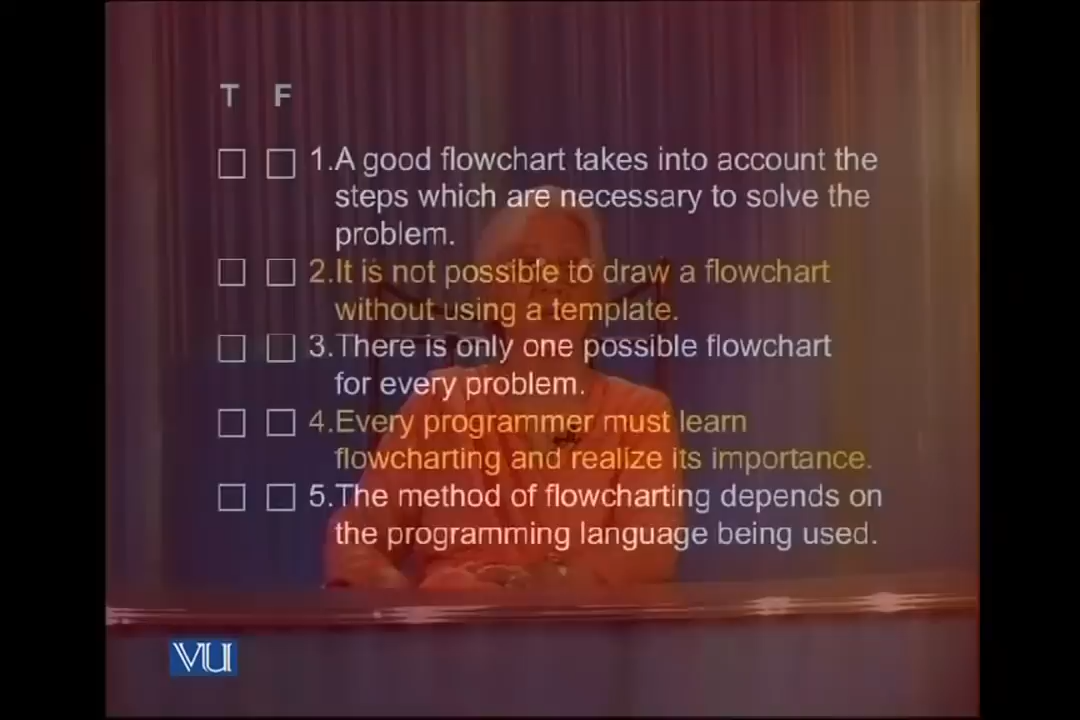 T F
1.A good flowchart takes into account the
steps which are necessary to solve the
problem.
2.It is not possible to draw a flowchart
without using a template.
3.There is only one possible flowchart
for every problem.
4.Every programmer must learn
flowcharting and realize its importance.
5.The method of flowcharting depends on
the programming language being used.
VU